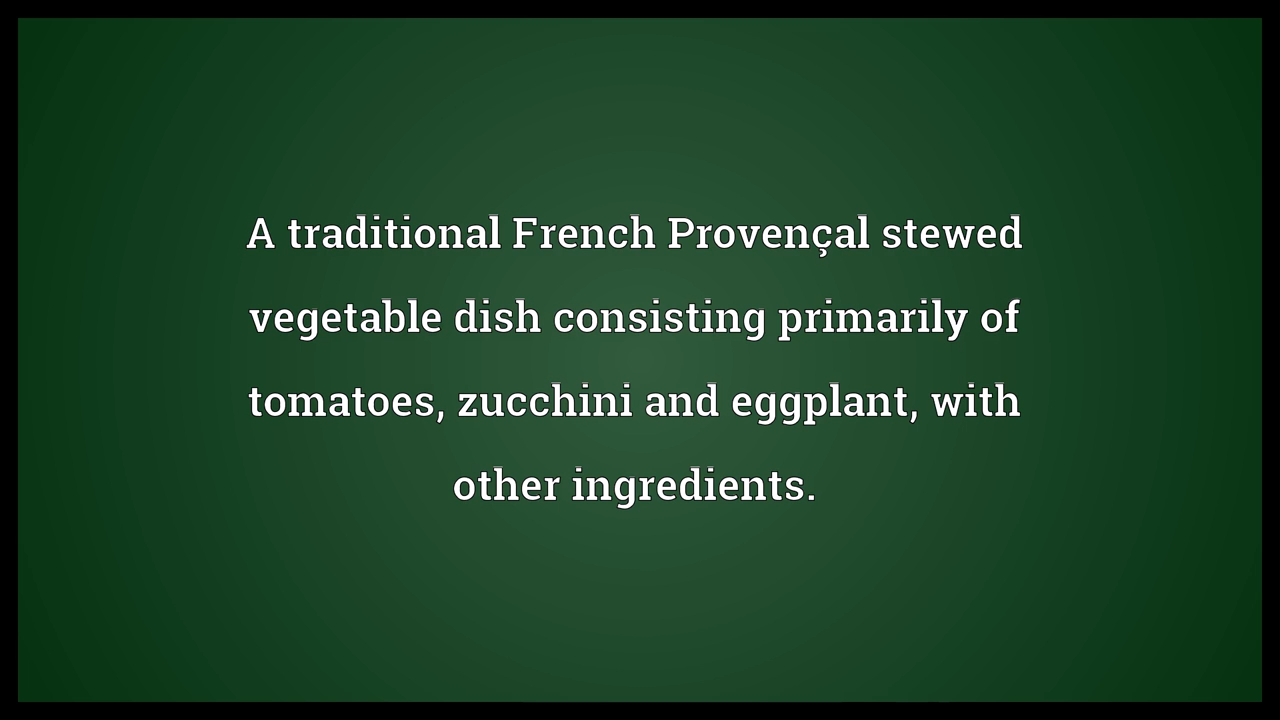 A traditional French Provençal stewed
vegetable dish consisting primarily of
tomatoes, zucchini and eggplant, with
other ingredients.